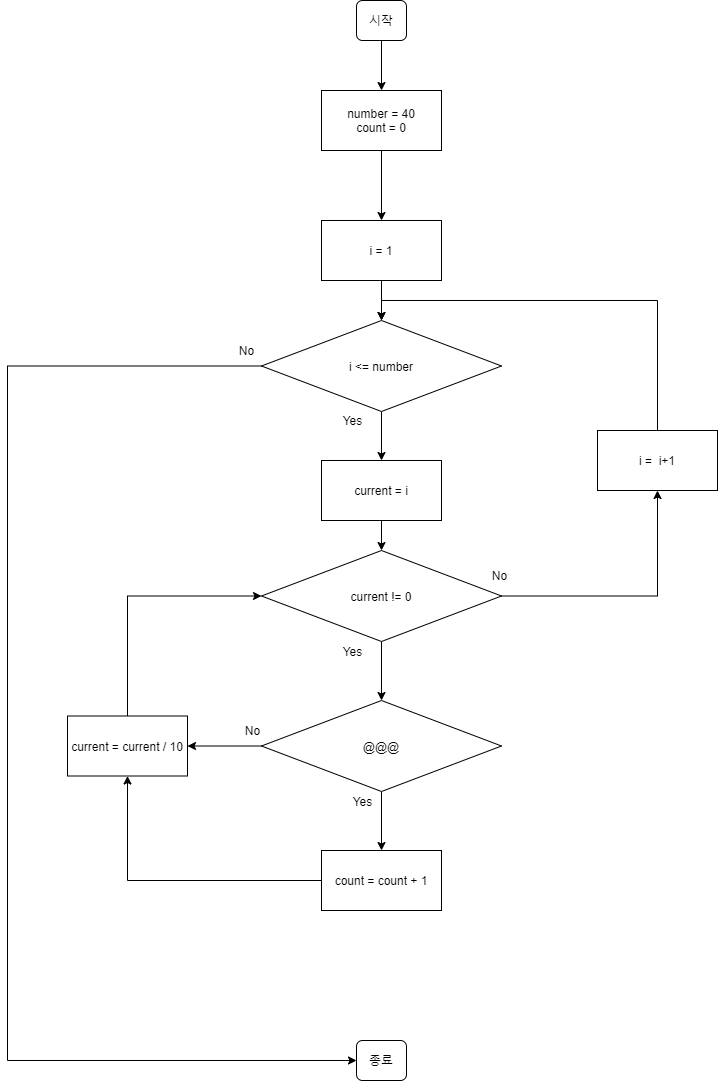 시작
number = 40
count = 0
i = 1
No
i <= number
Yes
i =  i+1
current = i
No
current != 0
Yes
No
current = current / 10
@@@
Yes
count = count + 1
종료